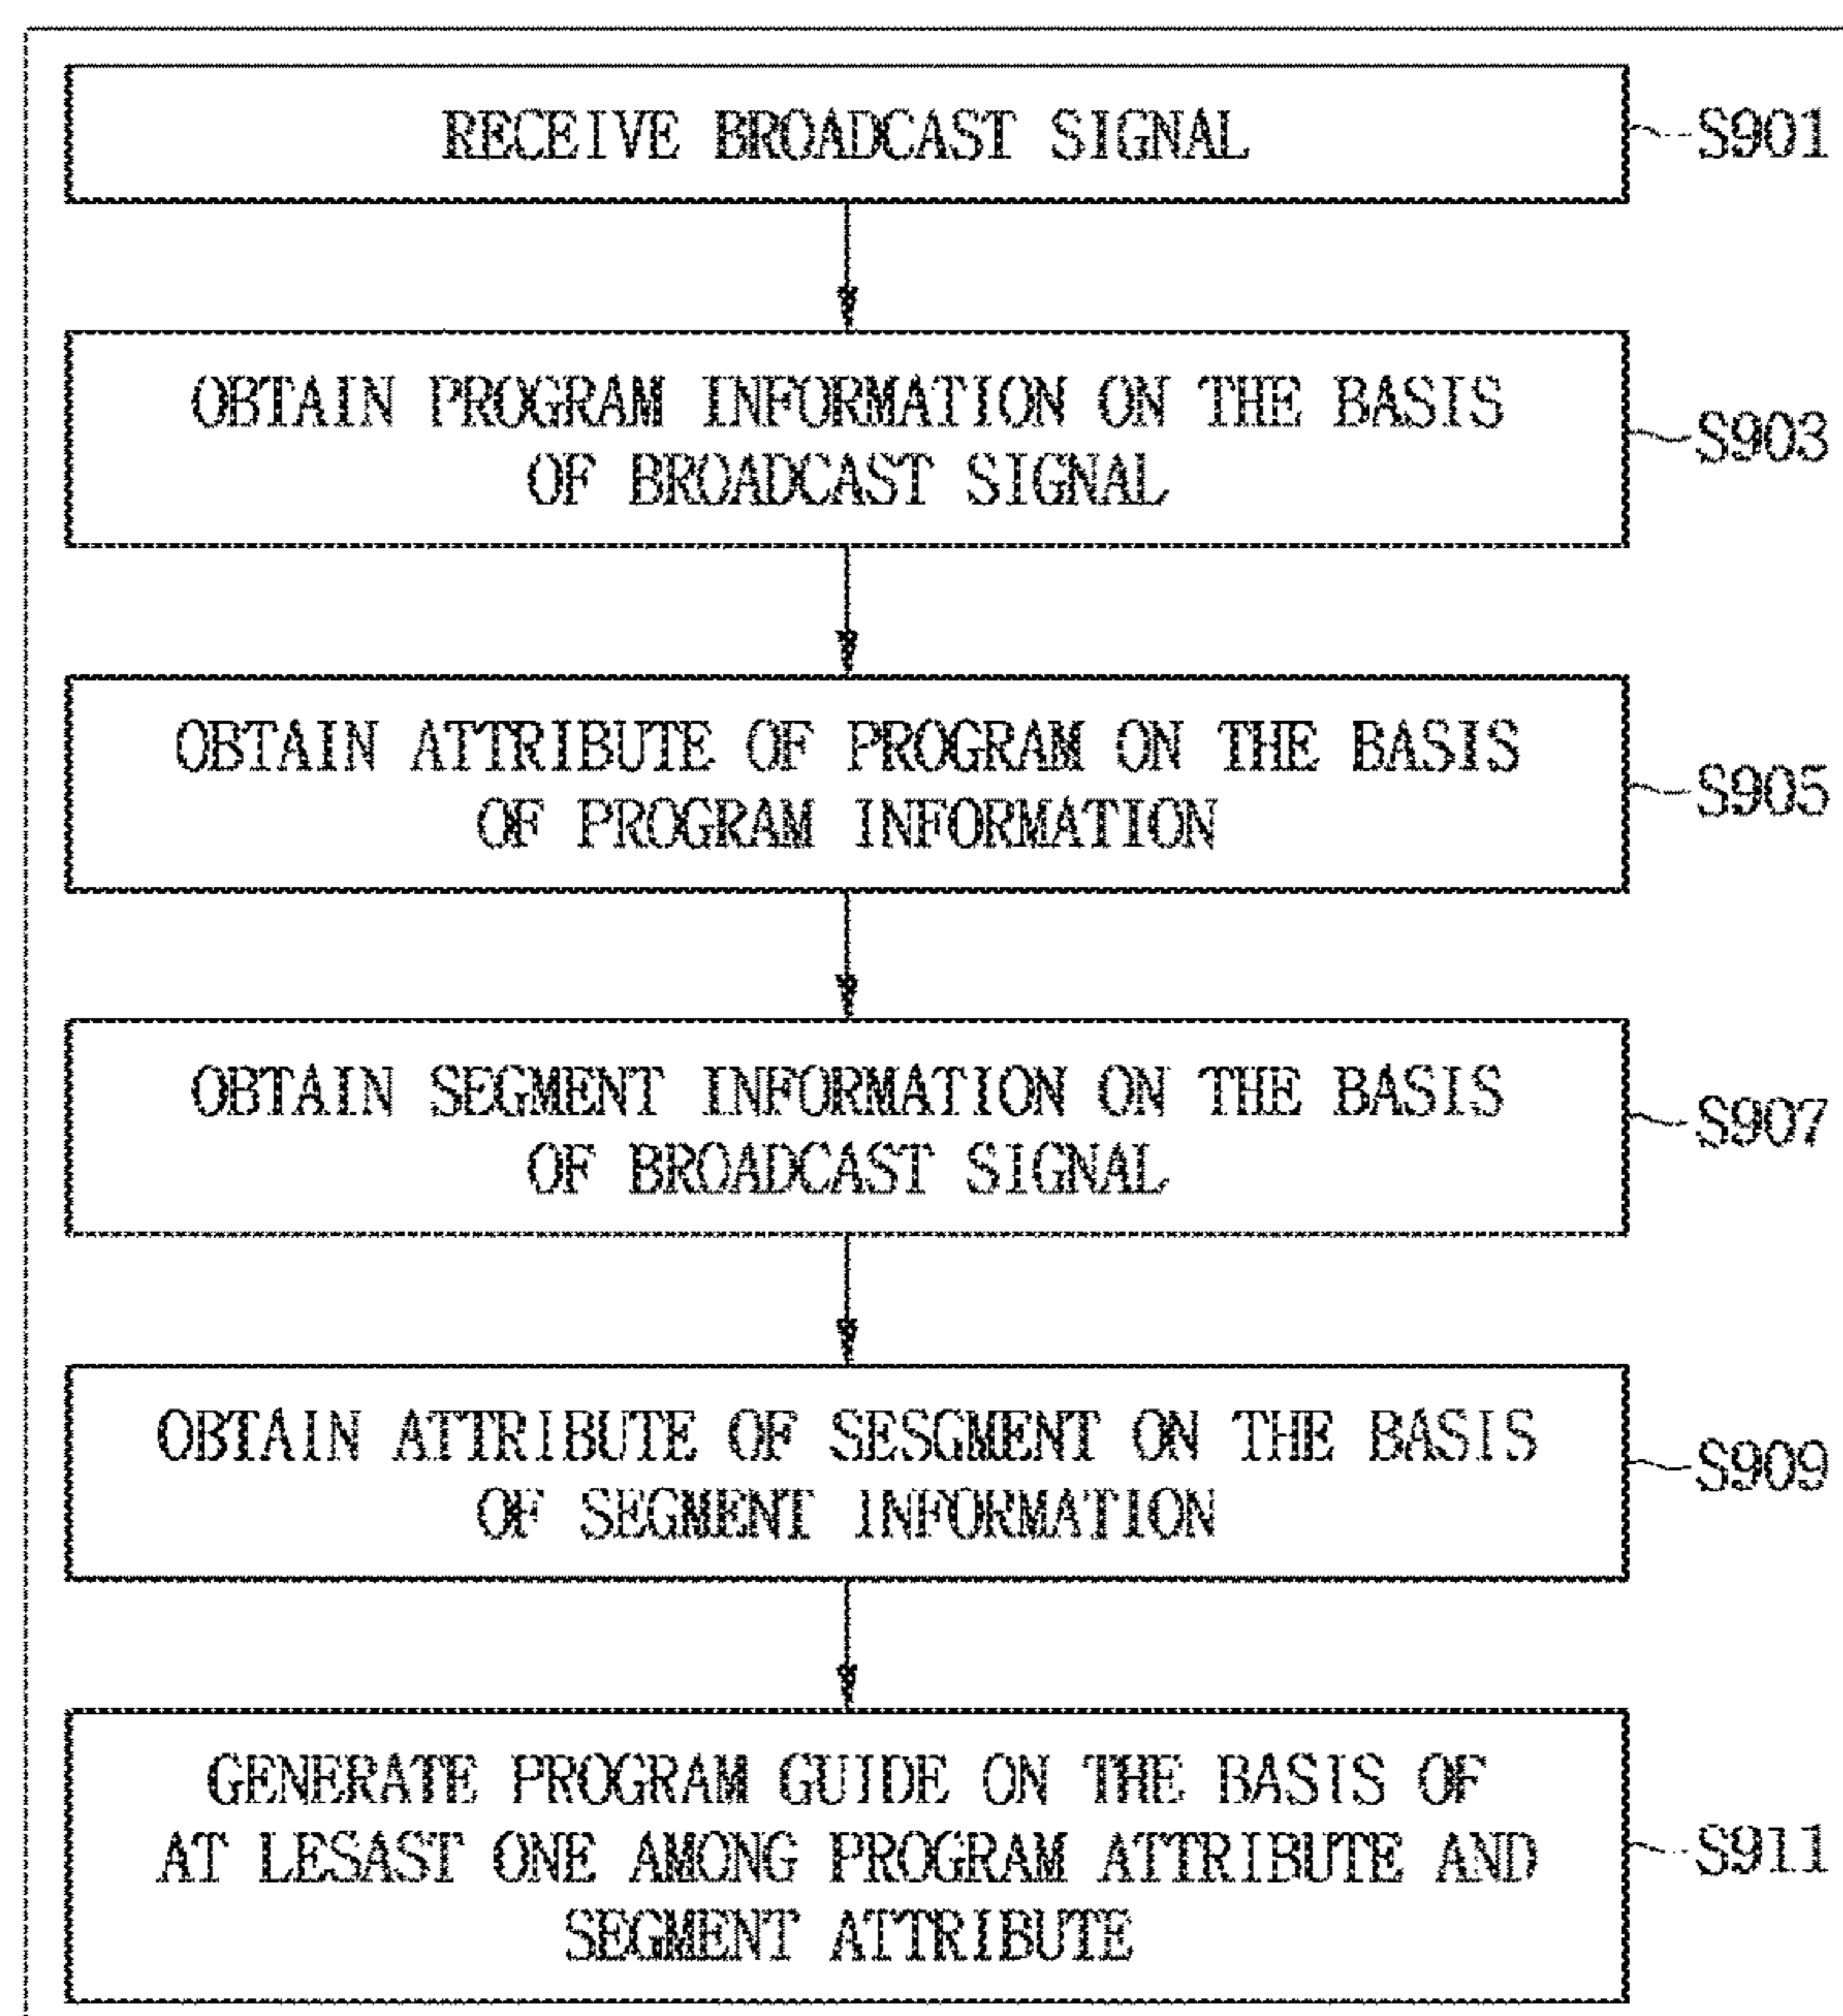 RECEIVE BROADCAST SIGNAL
S901
OBTAIN PROGRAM INFORMATION ON THE BASIS
OF BROADCAST SIGNAL
S903
OBTAIN ATTRIBUTE OF PROGRAM ON THE BASIS
OF PROGRAM INFORMATION
S905
OBTAIN SEGMENT INFORMATION ON THE BASIS
OF BROADCAST SIGNAL
S907
OBTAIN ATTRIBUTE OF SESGMENT ON THE BASIS
OF SEGMENT INFORMATION
S909
GENERATE PROGRAM GUIDE ON THE BASIS OF
AT LESAST ONE AMONG PROGRAM ATTRIBUTE AND
SEGMENT ATTRIBUTE
S911